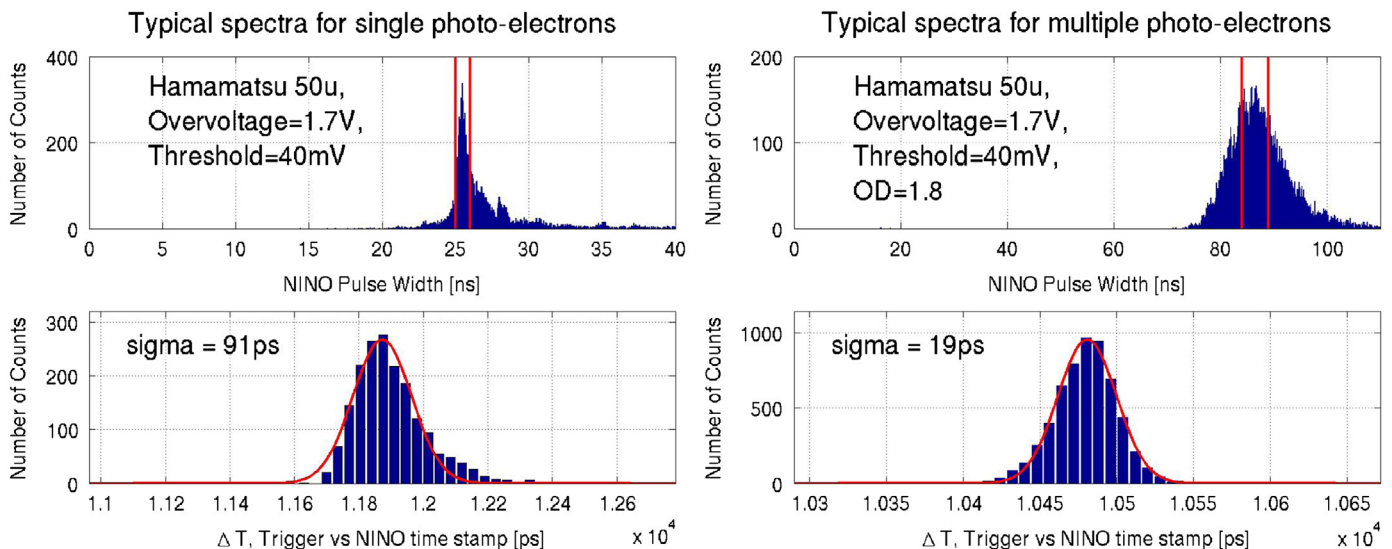 Typical spectra for single photo-electrons
400
200
0
Number of Counts
Hamamatsu 50u,
Overvoltage=1.7V,
Threshold=40mV
0 5 10 15 20 25 30 35 40
NINO Pulse Width [ns]
Typical spectra for multiple photo-electrons
200
100
0
Number of Counts
Hamamatsu 50u,
Overvoltage=1.7V,
Threshold=40mV,
OD=1.8
0 20 40 60 80 100
NINO Pulse Width [ns]
300
200
100
0
Number of Counts
sigma = 91ps
1.1 1.12 1.14 1.16 1.18 1.2 1.22 1.24 1.26
Δ T, Trigger vs NINO time stamp [ps]
x 10⁴
1000
500
0
Number of Counts
sigma = 19ps
1.03 1.035 1.04 1.045 1.05 1.055 1.06 1.065
Δ T, Trigger vs NINO time stamp [ps]
x 10⁴